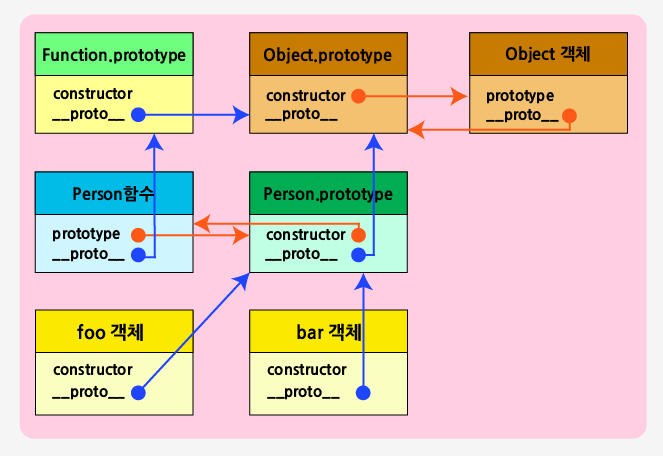 Function.prototype
constructor
__proto__
Object.prototype
constructor
__proto__
Object 객체
prototype
__proto__
Person함수
prototype
__proto__
Person.prototype
constructor
__proto__
foo 객체
constructor
__proto__
bar 객체
constructor
__proto__